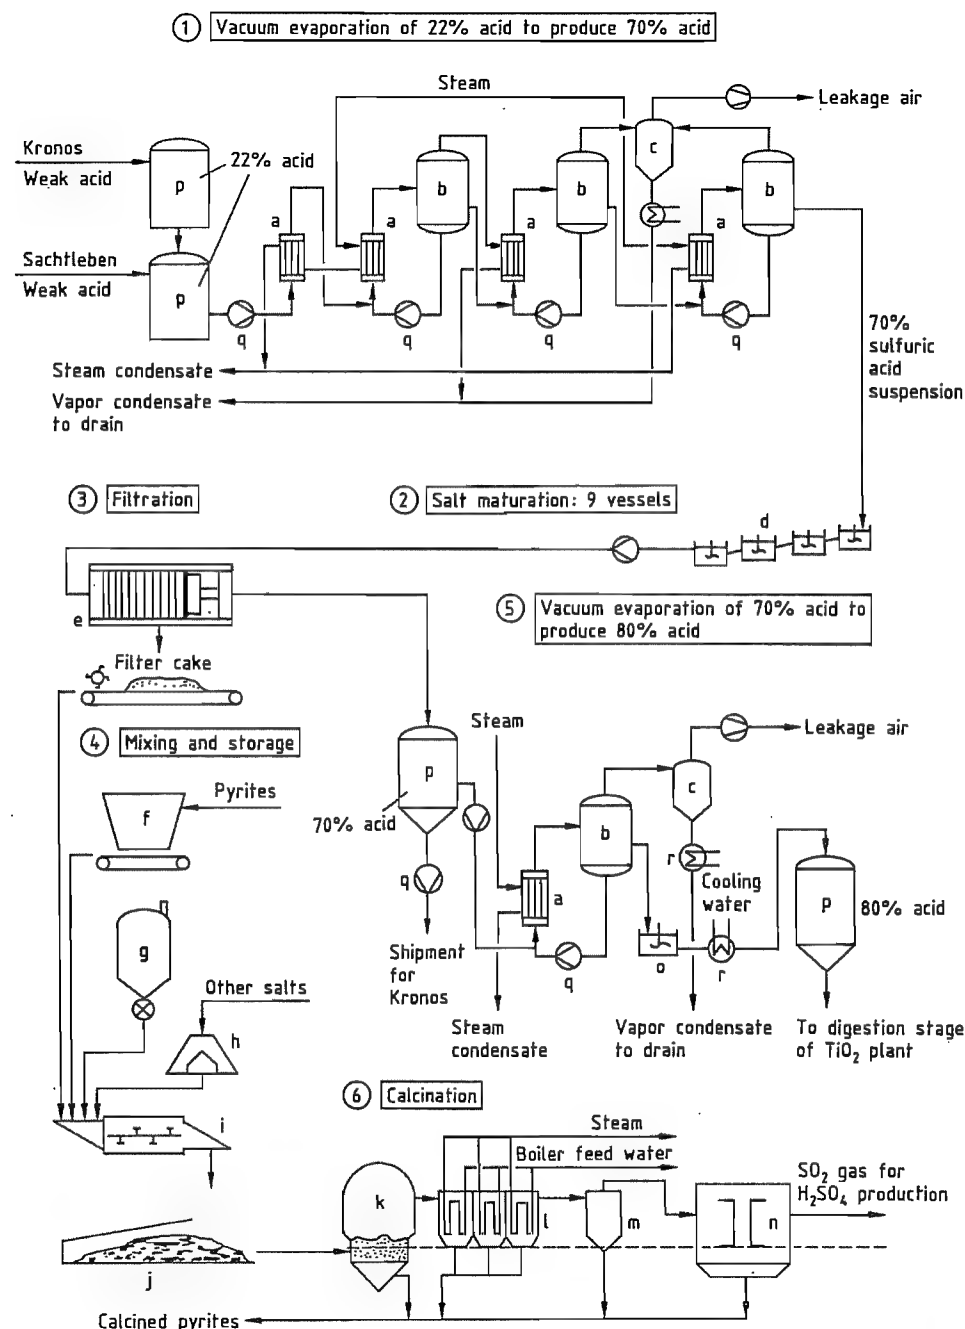 1 Vacuum evaporation of 22% acid to produce 70% acid
Steam
Leakage air
Kronos
Weak acid
22% acid
p
c
b
b
b
a
a
a
a
Sachtleben
Weak acid
p
q
q
q
q
70%
sulfuric
acid
suspension
Steam condensate
Vapor condensate
to drain
3 Filtration
2 Salt maturation: 9 vessels
d
e
5 Vacuum evaporation of 70% acid to
produce 80% acid
Filter cake
4 Mixing and storage
Steam
Leakage air
p
c
Pyrites
f
70% acid
b
r
q
a
Cooling
water
p
80% acid
g
Shipment
for
Kronos
q
o
r
Other salts
h
Steam
condensate
Vapor condensate
to drain
To digestion stage
of TiO₂ plant
6 Calcination
i
Steam
Boiler feed water
SO₂ gas for
H₂SO₄ production
k
l
m
n
j
Calcined pyrites